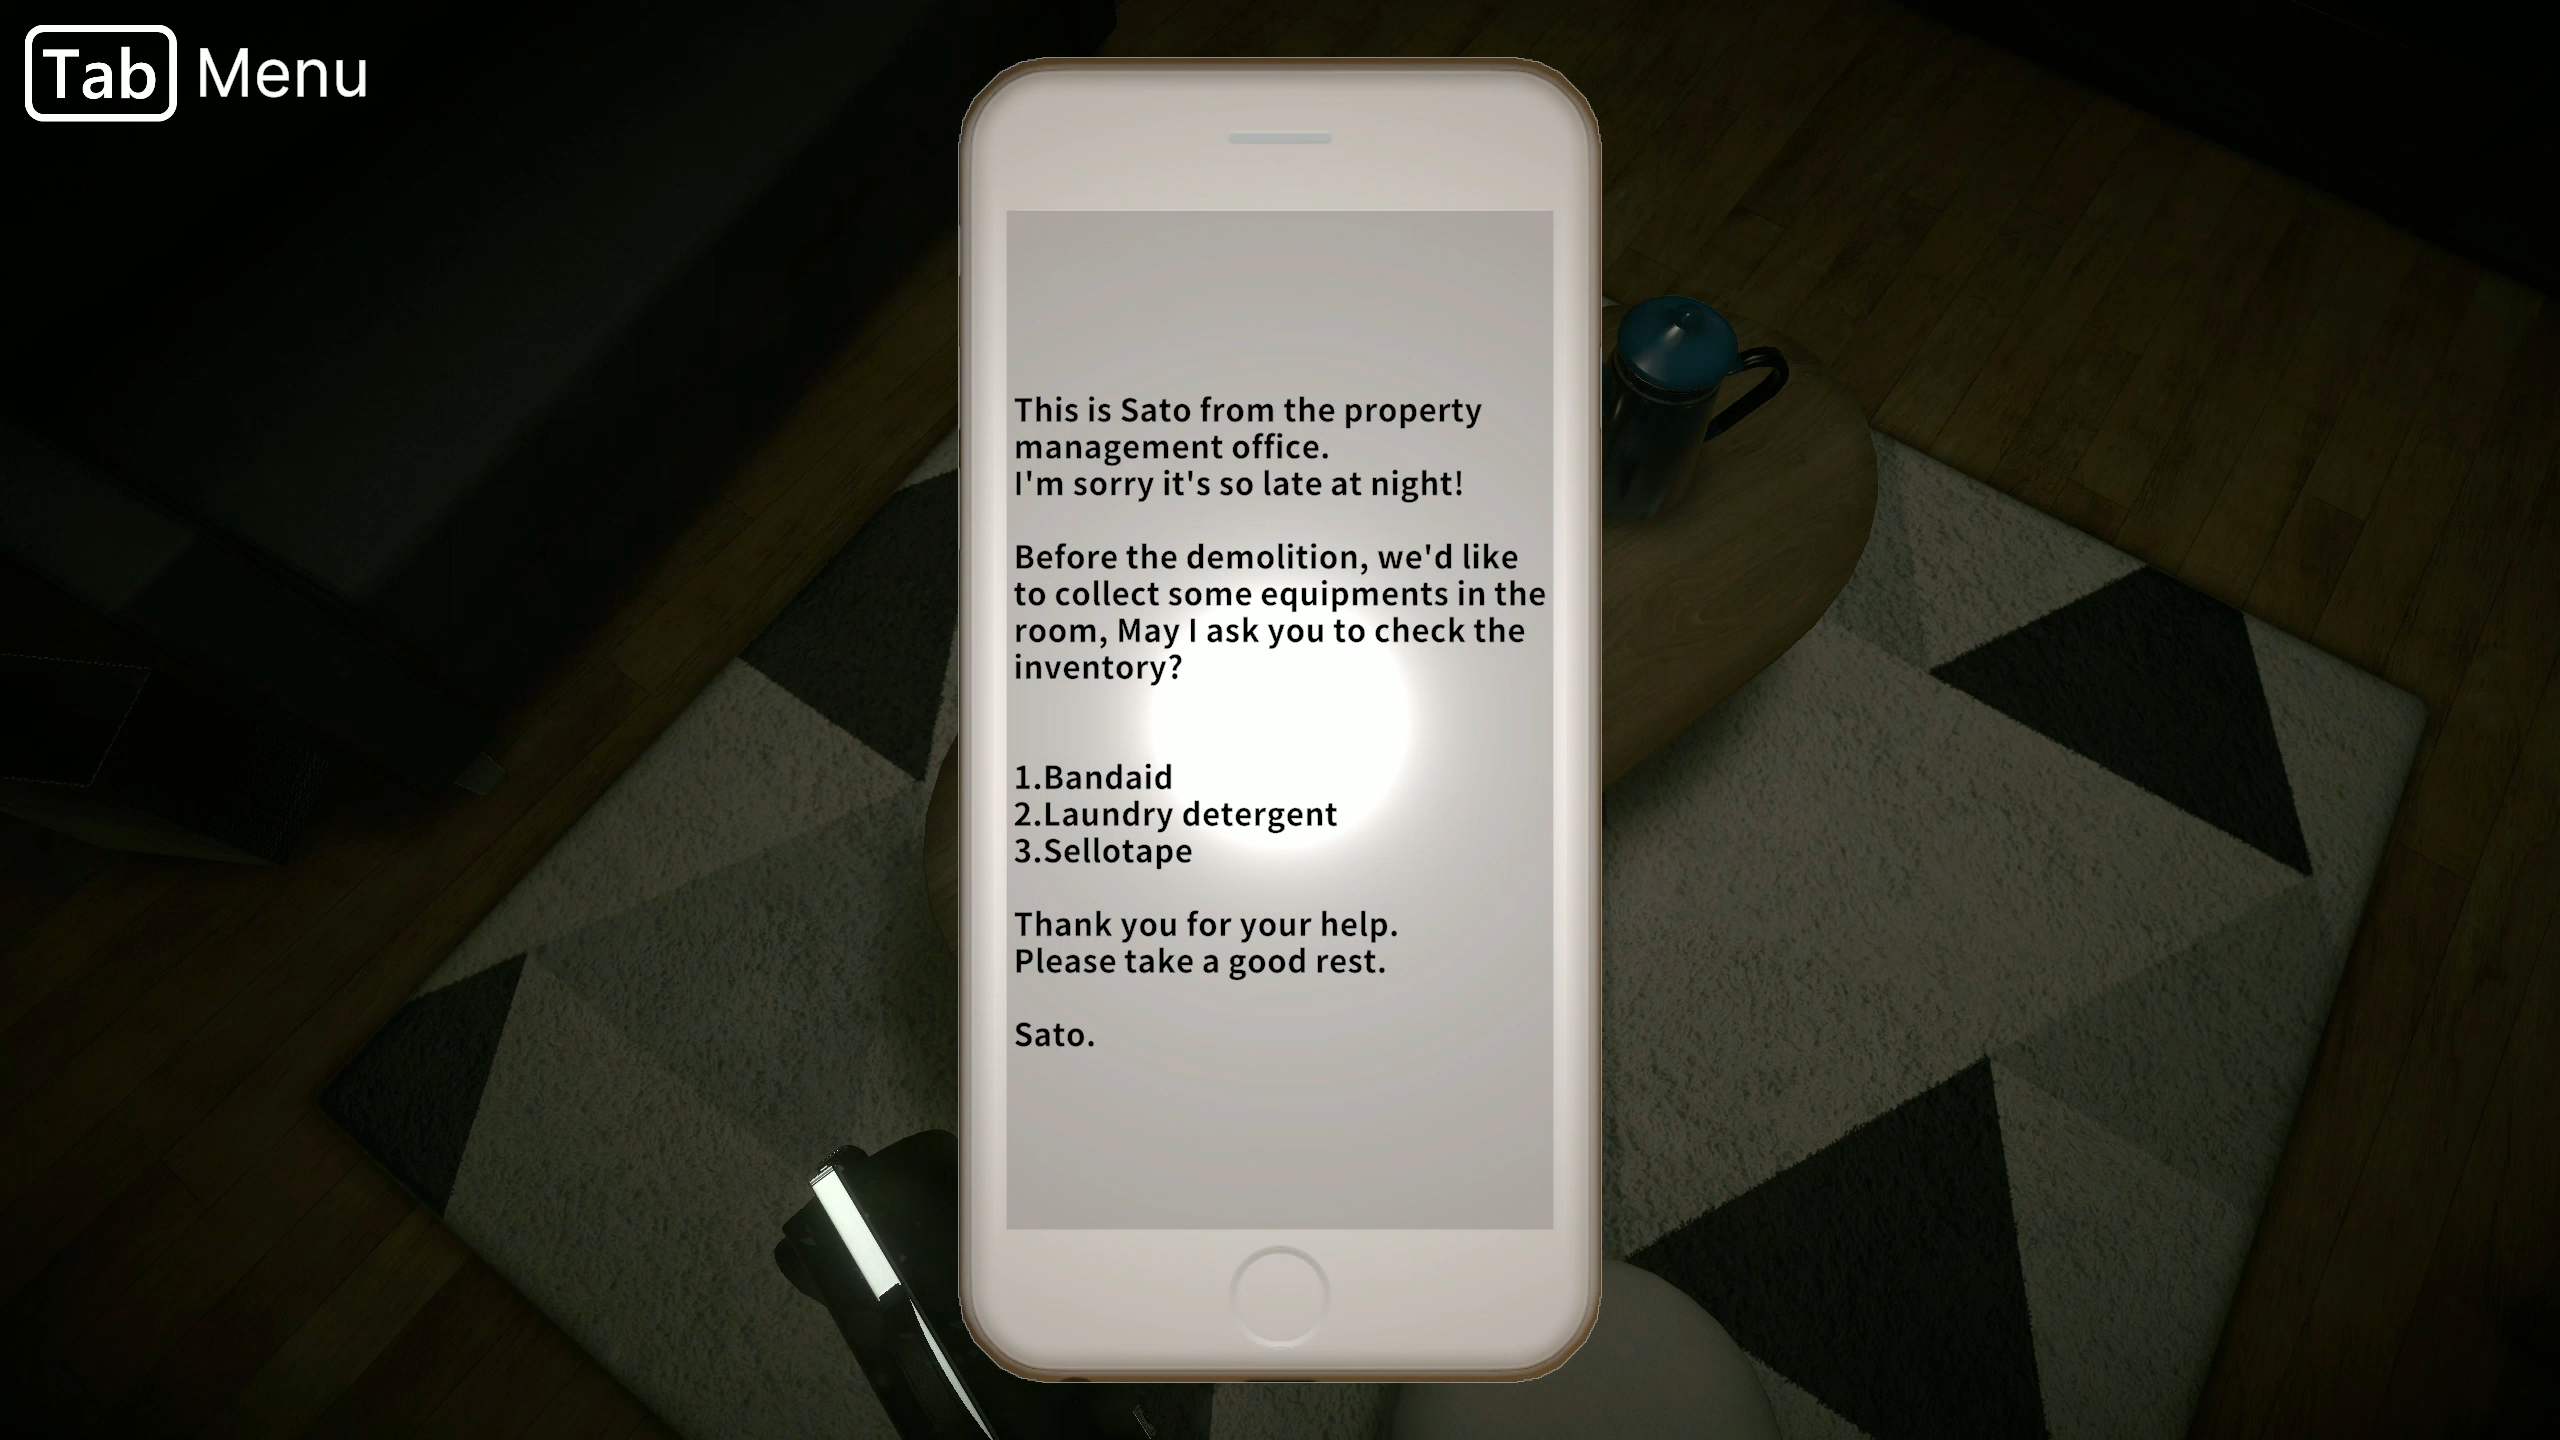 Tab Menu
This is Sato from the property
management office.
I'm sorry it's so late at night!
Before the demolition, we'd like
to collect some equipments in the
room, May I ask you to check the
inventory?
1.Bandaid
2.Laundry detergent
3.Sellotape
Thank you for your help.
Please take a good rest.
Sato.